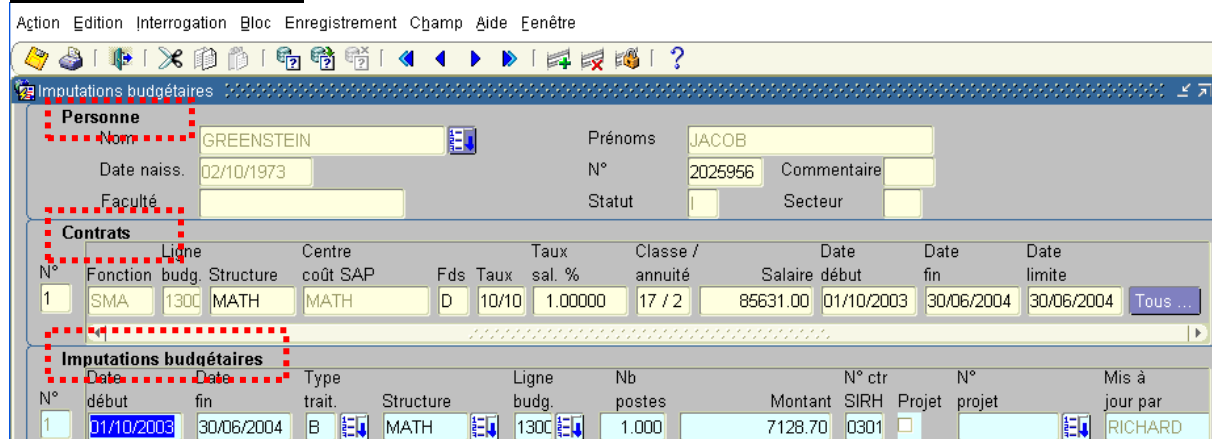 Action Edition Interrogation Bloc Enregistrement Champ Aide Fenêtre
Imputations budgétaires
Personne
Nom GREENSTEIN Prénoms JACOB
Date naiss. 02/10/1973 N° 2025956 Commentaire
Faculté Statut I Secteur
Contrats
Ligne Centre Taux Classe / Date Date Date
N° Fonction budg. Structure coût SAP Fds Taux sal. % annuité Salaire début fin limite
1 SMA 1300 MATH MATH D 10/10 1.00000 17 / 2 85631.00 01/10/2003 30/06/2004 30/06/2004 Tous ...
Imputations budgétaires
Date Date Type Ligne Nb N° ctr N° Mis à
N° début fin trait. Structure budg. postes Montant SIRH Projet projet jour par
1 01/10/2003 30/06/2004 B MATH 1300 1.000 7128.70 0301 RICHARD